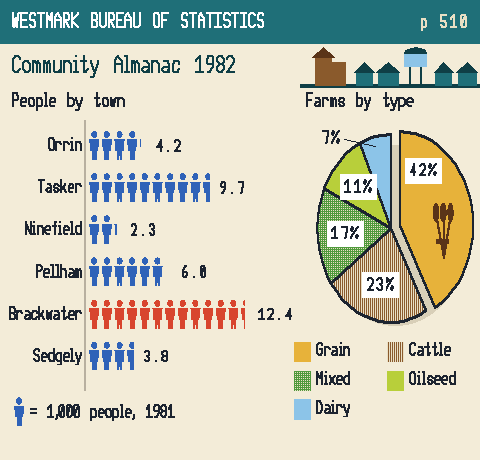 WESTMARK BUREAU OF STATISTICS
p 510
Community Almanac 1982
People by town
Orrin 4.2
Tasker 9.7
Ninefield 2.3
Pellham 6.0
Brackwater 12.4
Sedgely 3.8
= 1,000 people, 1981
Farms by type
7%
42%
11%
17%
23%
Grain
Cattle
Mixed
Oilseed
Dairy